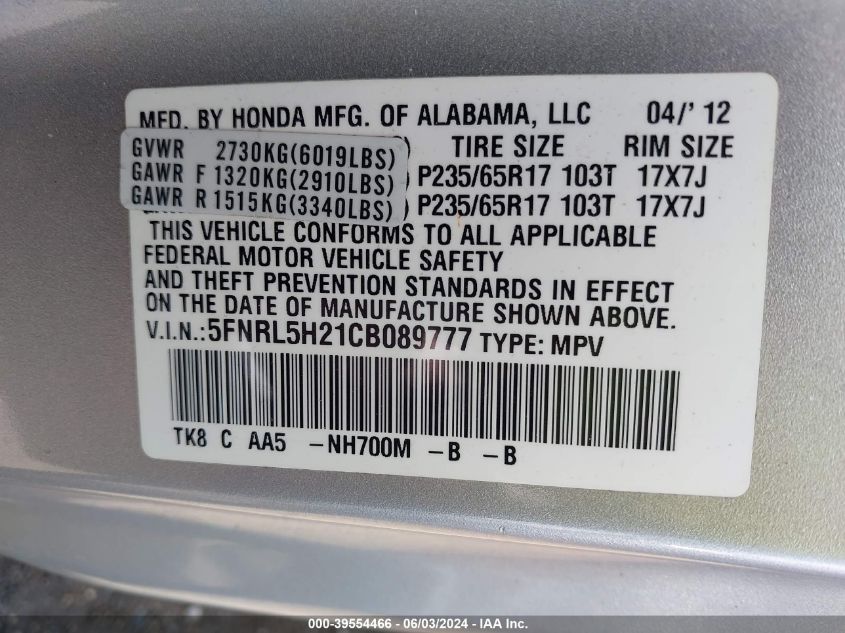 MFD. BY HONDA MFG. OF ALABAMA, LLC 04/'12
GVWR 2730KG(6019LBS) TIRE SIZE RIM SIZE
GAWR F 1320KG(2910LBS) P235/65R17 103T 17X7J
GAWR R 1515KG(3340LBS) ) P235/65R17 103T 17X7J
THIS VEHICLE CONFORMS TO ALL APPLICABLE
FEDERAL MOTOR VEHICLE SAFETY
AND THEFT PREVENTION STANDARDS IN EFFECT
ON THE DATE OF MANUFACTURE SHOWN ABOVE.
V.I.N.:5FNRL5H21CB089777 TYPE: MPV
TK8 C AA5 -NH700M -B -B
000-39554466 - 06/03/2024 - IAA Inc.